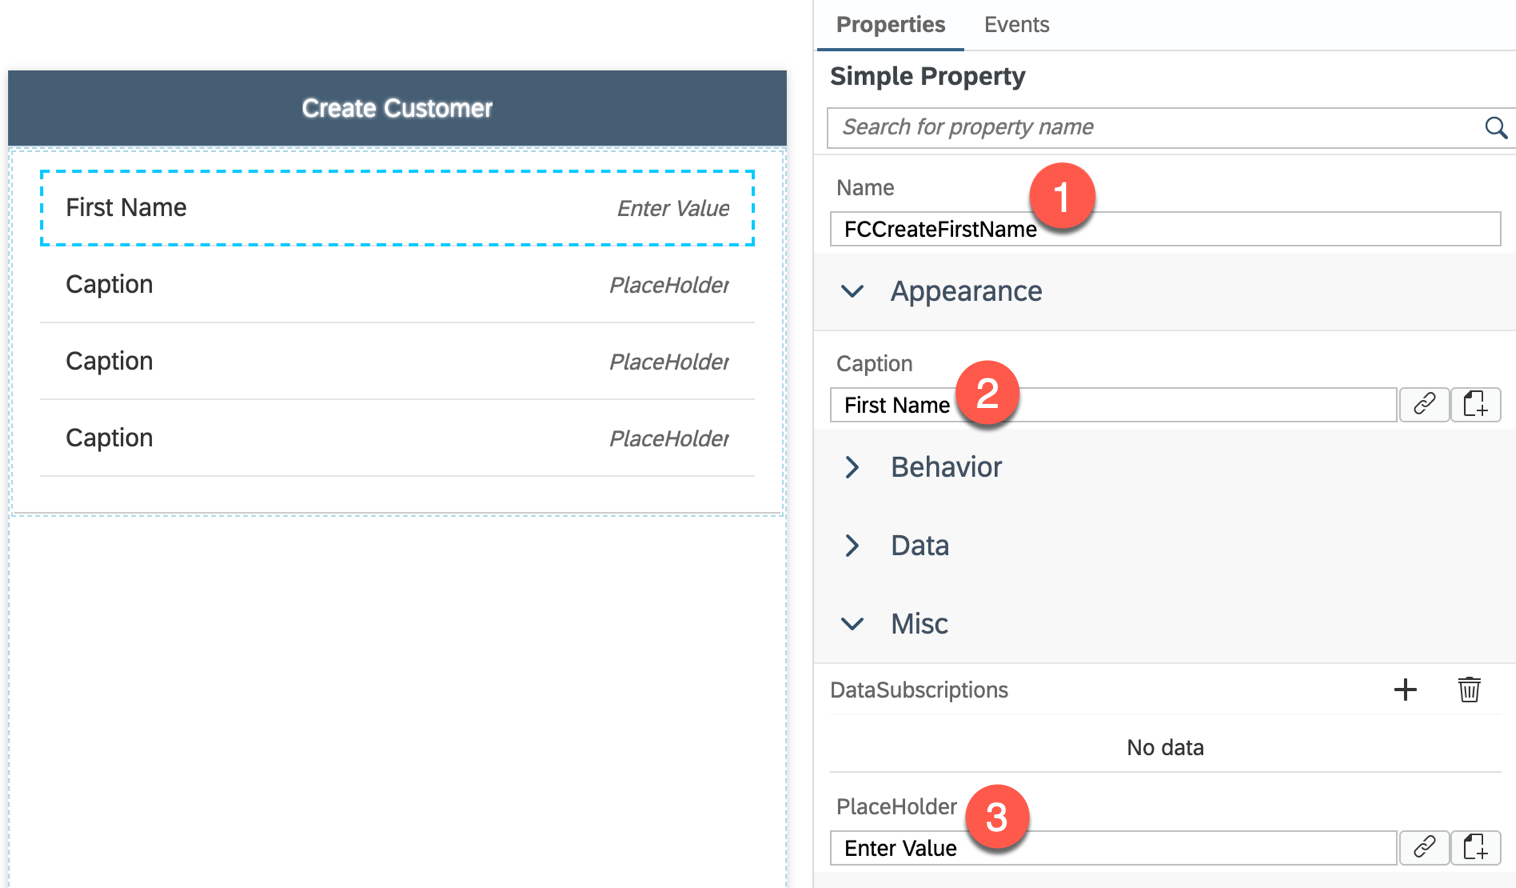 Create Customer
First Name Enter Value
Caption PlaceHolder
Caption PlaceHolder
Caption PlaceHolder
Properties Events
Simple Property
Search for property name
Name
1
FCCreateFirstName
Appearance
Caption
2
First Name
Behavior
Data
Misc
DataSubscriptions
No data
PlaceHolder
3
Enter Value